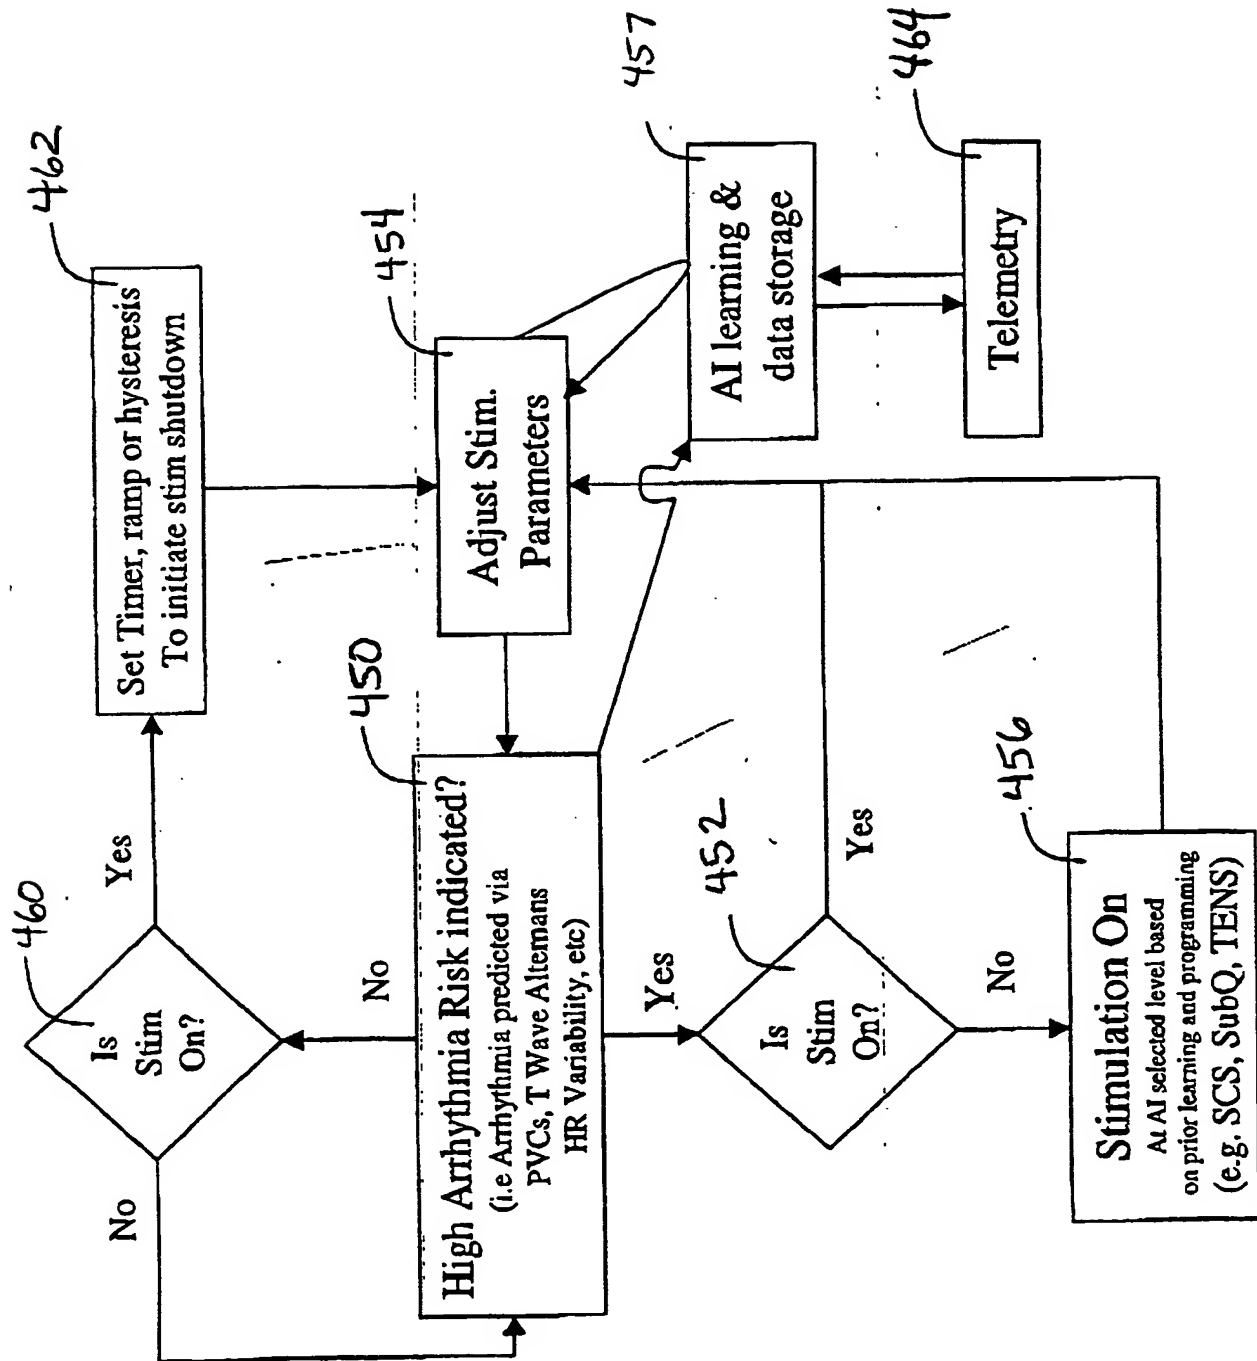 460
Is
Stim
On?
No
Yes
462
Set Timer, ramp or hysteresis
To initiate stim shutdown
No
450
High Arrhythmia Risk indicated?
(i.e Arrhythmia predicted via
PVCs, T Wave Alternans
HR Variability, etc)
454
Adjust Stim.
Parameters
Yes
452
Is
Stim
On?
Yes
No
457
AI learning &
data storage
456
Stimulation On
At AI selected level based
on prior learning and programming
(e.g. SCS, SubQ, TENS)
464
Telemetry